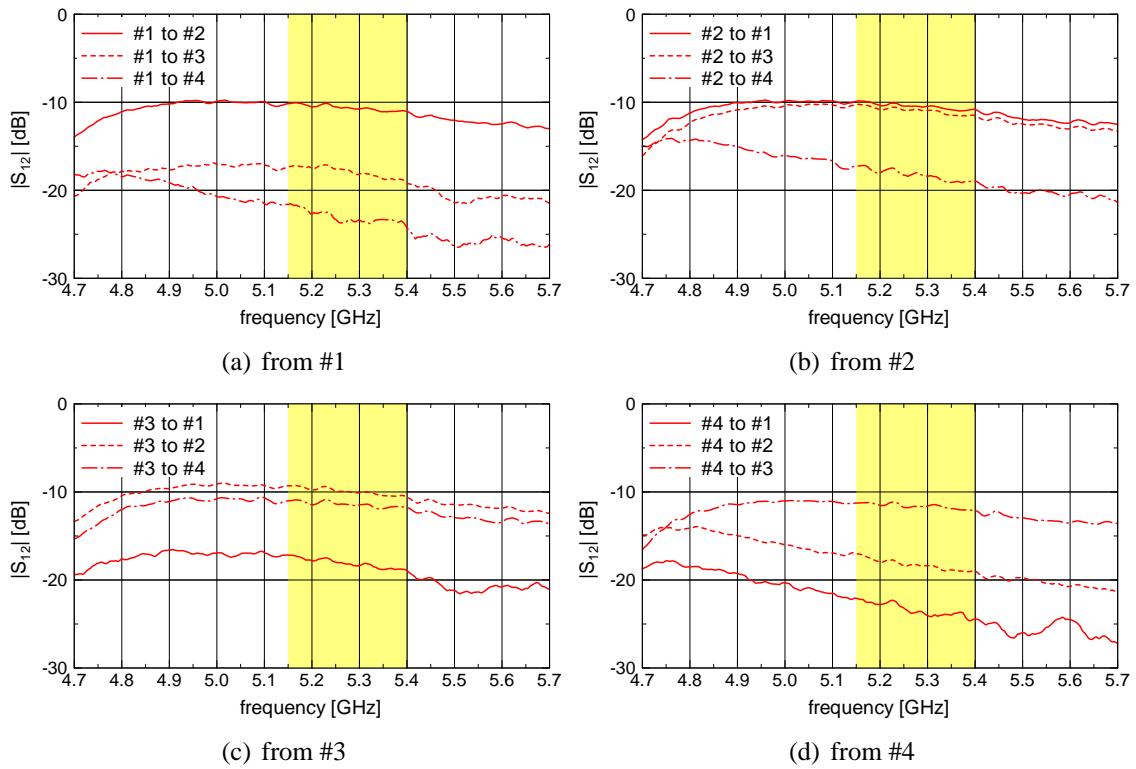 0
-10
-20
-30
|S12| [dB]
#1 to #2
#1 to #3
#1 to #4
4.7 4.8 4.9 5.0 5.1 5.2 5.3 5.4 5.5 5.6 5.7
frequency [GHz]
(a) from #1
0
-10
-20
-30
|S12| [dB]
#2 to #1
#2 to #3
#2 to #4
4.7 4.8 4.9 5.0 5.1 5.2 5.3 5.4 5.5 5.6 5.7
frequency [GHz]
(b) from #2
0
-10
-20
-30
|S12| [dB]
#3 to #1
#3 to #2
#3 to #4
4.7 4.8 4.9 5.0 5.1 5.2 5.3 5.4 5.5 5.6 5.7
frequency [GHz]
(c) from #3
0
-10
-20
-30
|S12| [dB]
#4 to #1
#4 to #2
#4 to #3
4.7 4.8 4.9 5.0 5.1 5.2 5.3 5.4 5.5 5.6 5.7
frequency [GHz]
(d) from #4